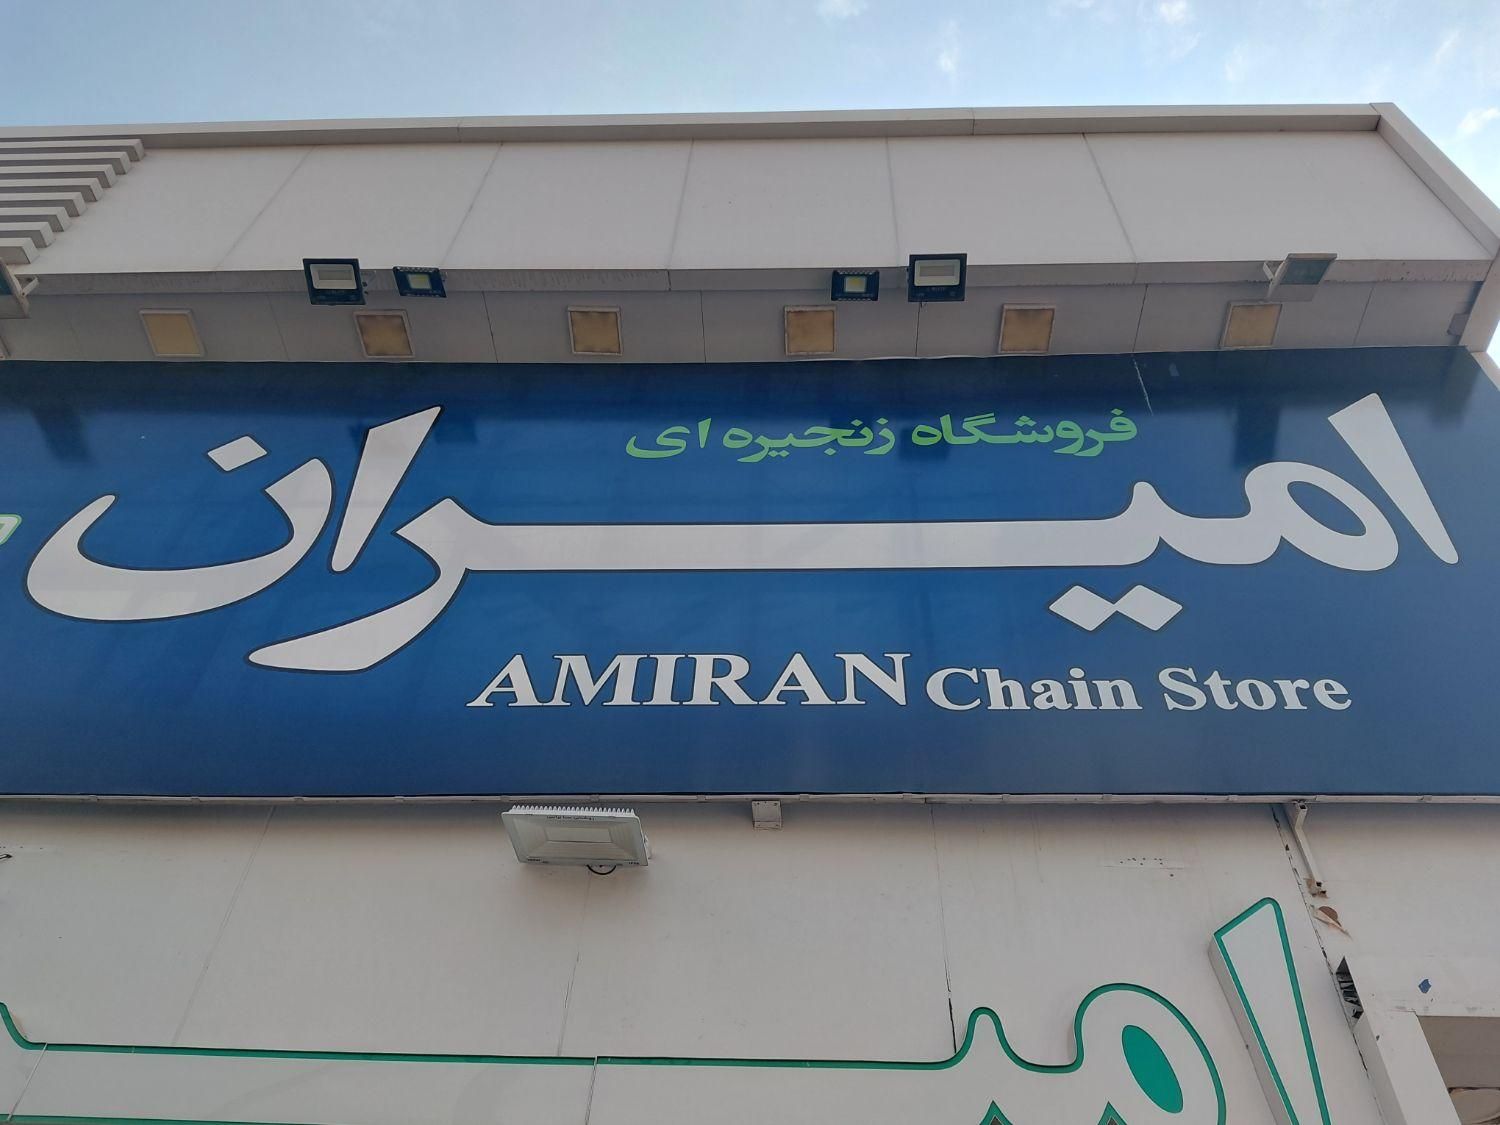 فروشگاه زنجیره ای
امیران
AMIRAN Chain Store